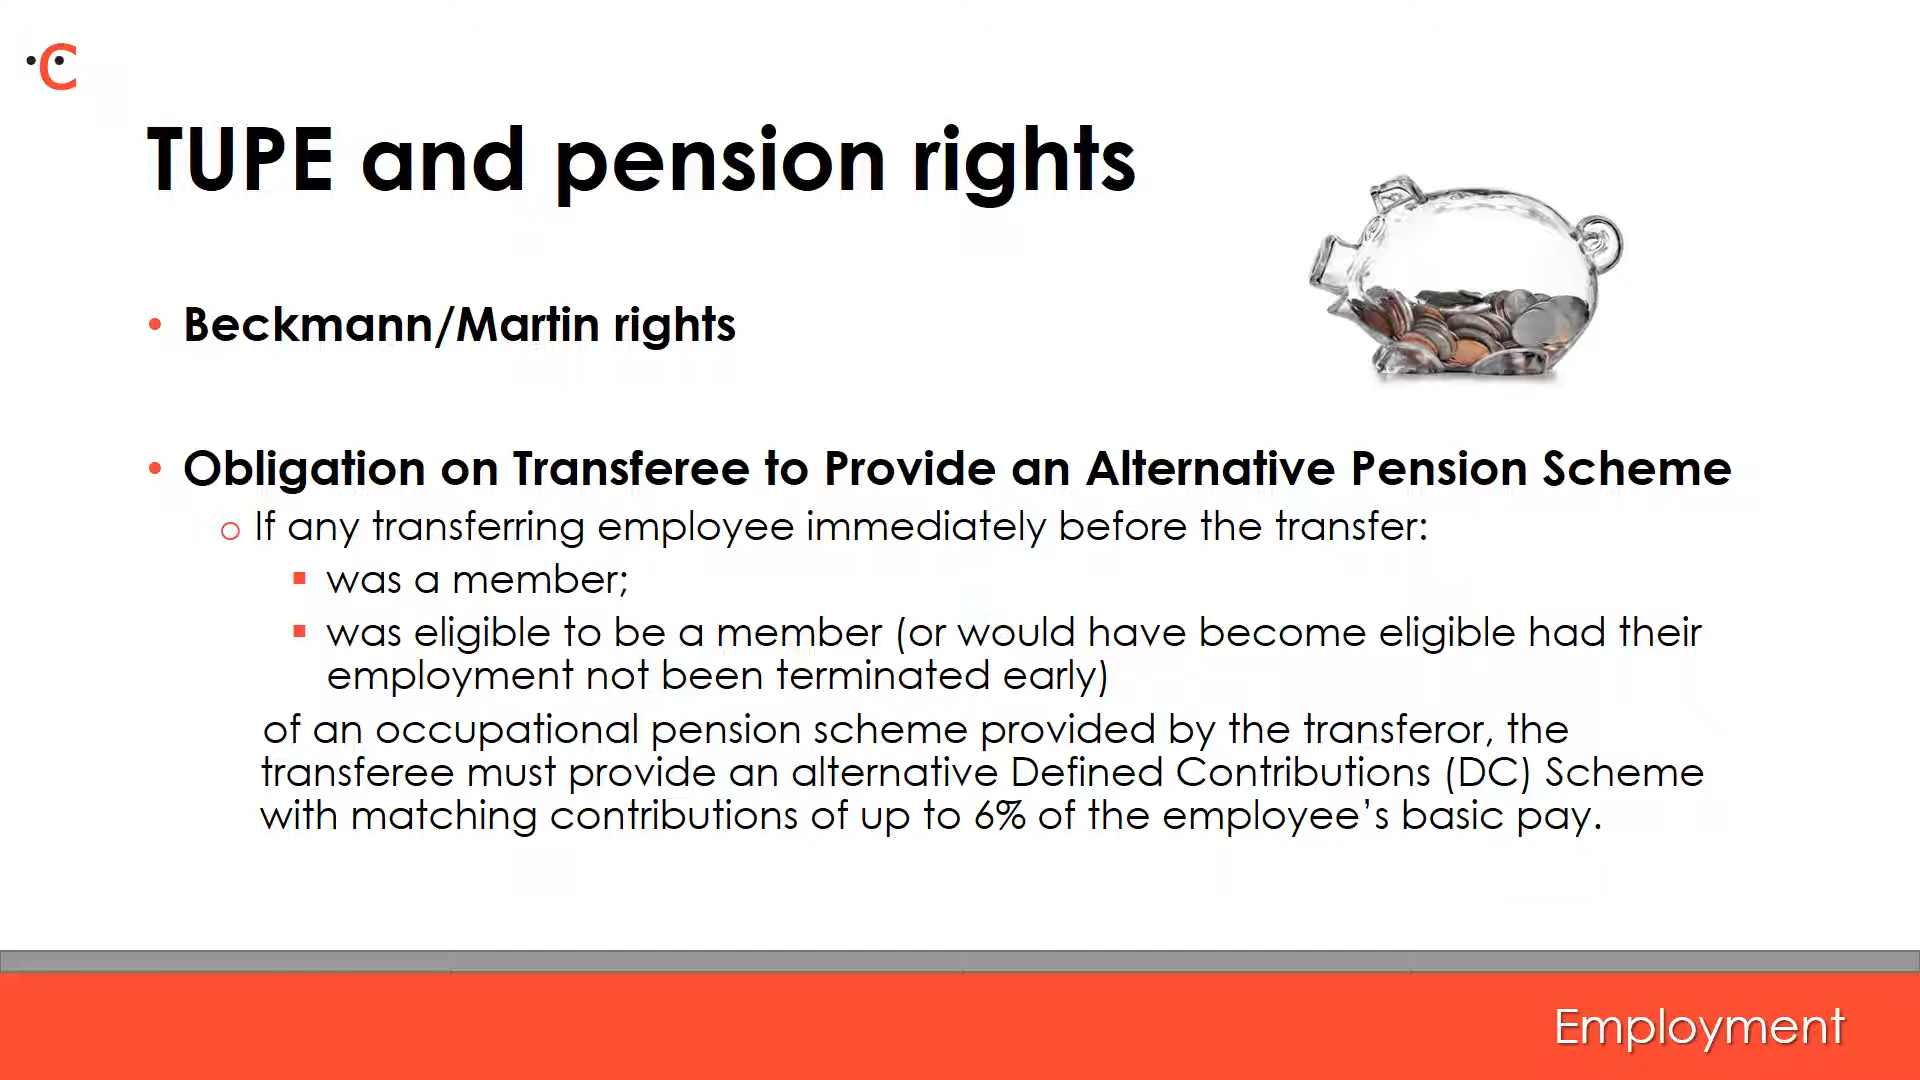 TUPE and pension rights
• Beckmann/Martin rights
• Obligation on Transferee to Provide an Alternative Pension Scheme
o If any transferring employee immediately before the transfer:
▪ was a member;
▪ was eligible to be a member (or would have become eligible had their
employment not been terminated early)
of an occupational pension scheme provided by the transferor, the
transferee must provide an alternative Defined Contributions (DC) Scheme
with matching contributions of up to 6% of the employee’s basic pay.
Employment